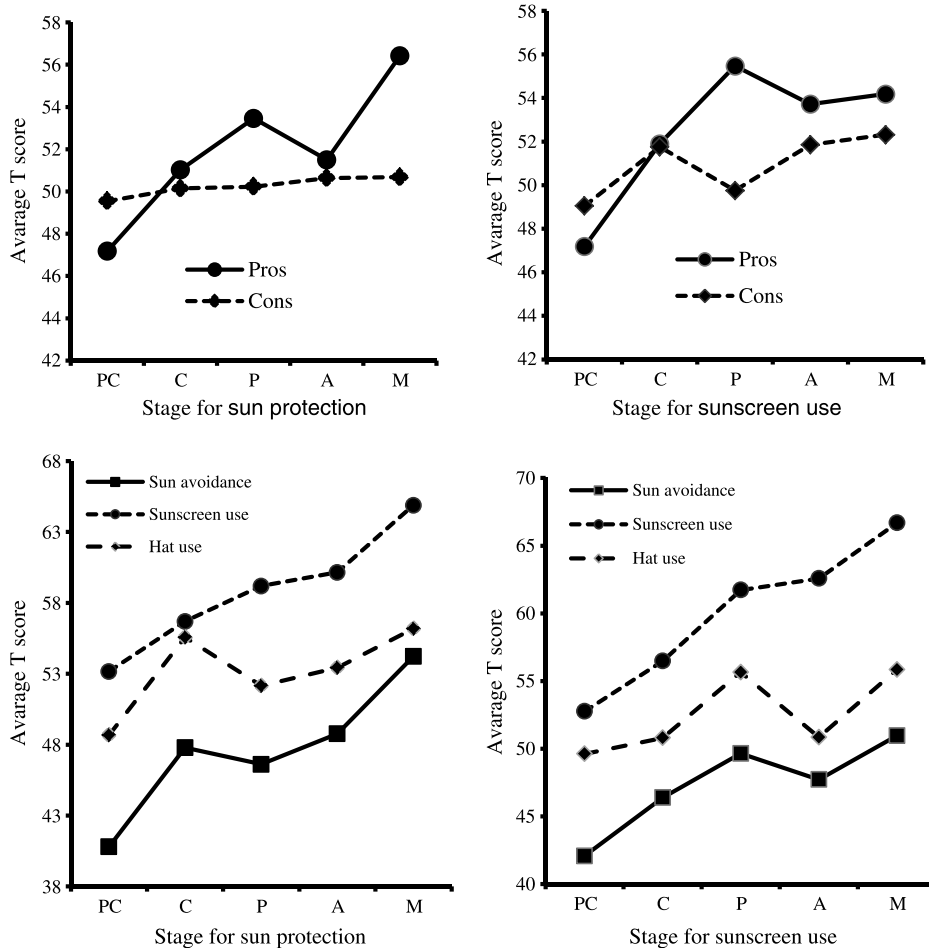 58
56
54
52
50
48
46
44
42
Avarage T score
Pros
Cons
PC C P A M
Stage for sun protection
58
56
54
52
50
48
46
44
42
Avarage T score
Pros
Cons
PC C P A M
Stage for sunscreen use
68
63
58
53
48
43
38
Avarage T score
Sun avoidance
Sunscreen use
Hat use
PC C P A M
Stage for sun protection
70
65
60
55
50
45
40
Avarage T score
Sun avoidance
Sunscreen use
Hat use
PC C P A M
Stage for sunscreen use